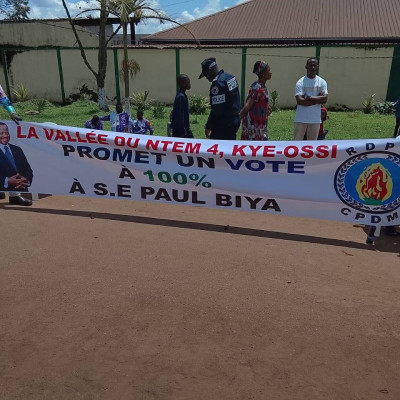 LA VALLÉE DU NTEM 4, KYE-OSSI
PROMET UN VOTE
À 100%
À S.E PAUL BIYA
RDPC
CPDM